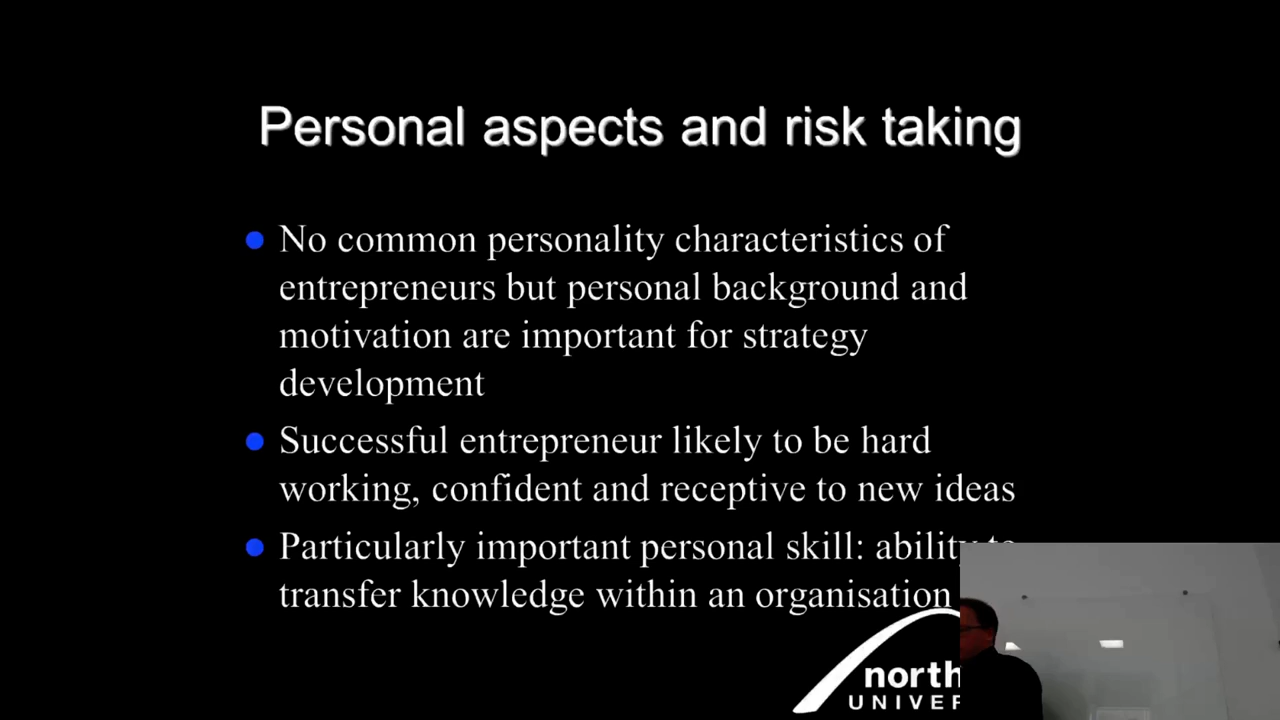 Personal aspects and risk taking
No common personality characteristics of
entrepreneurs but personal background and
motivation are important for strategy
development
Successful entrepreneur likely to be hard
working, confident and receptive to new ideas
Particularly important personal skill: ability to
transfer knowledge within an organisation
north
UNIVER